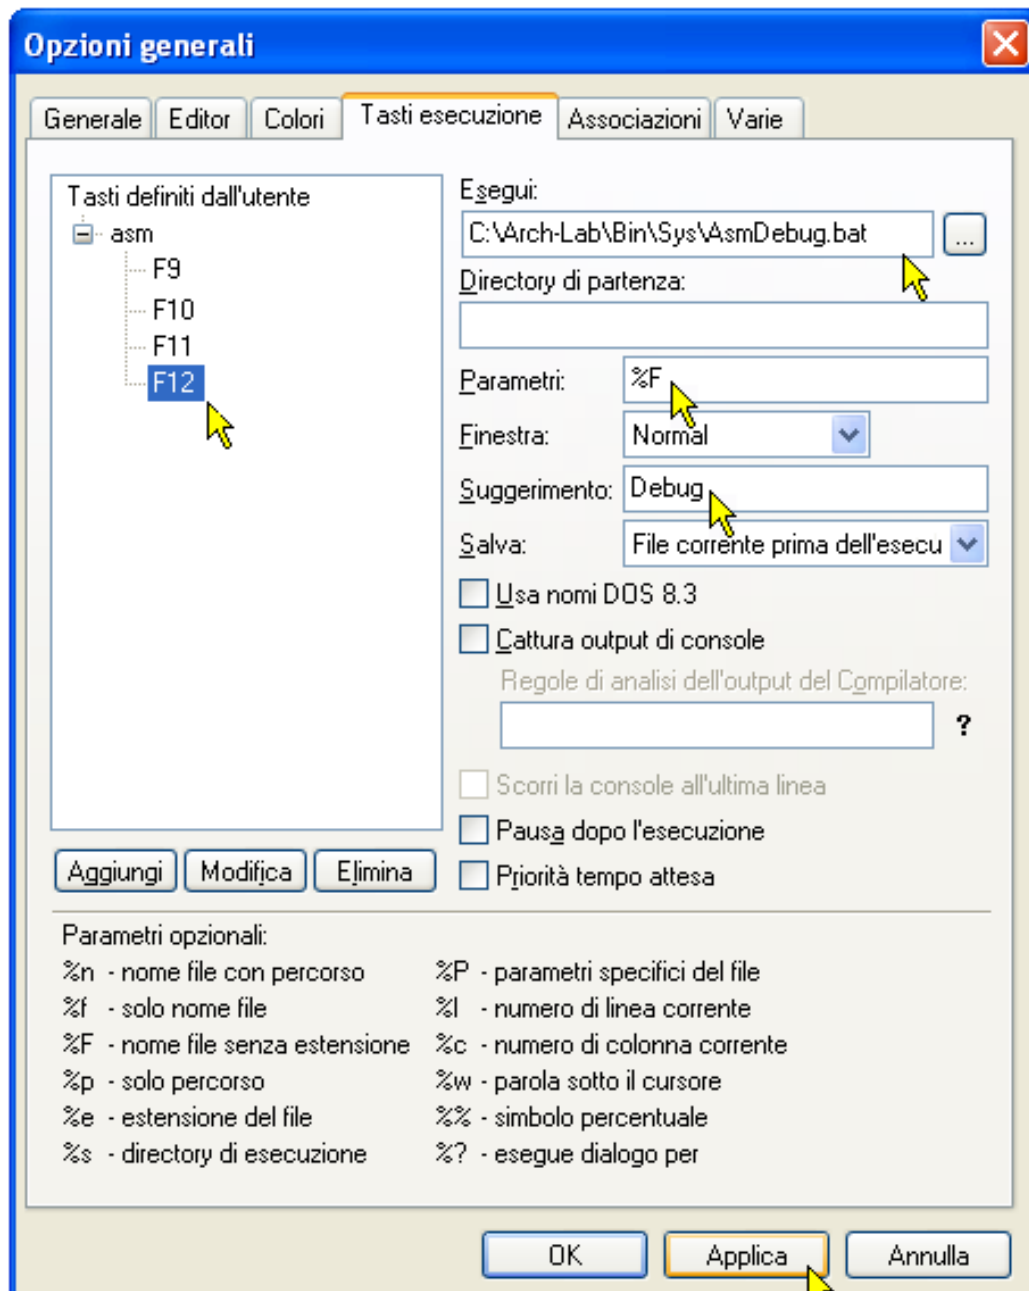 Opzioni generali
Generale Editor Colori Tasti esecuzione Associazioni Varie
Tasti definiti dall'utente
asm
F9
F10
F11
F12
Esegui:
C:\Arch-Lab\Bin\Sys\AsmDebug.bat ...
Directory di partenza:
Parametri: %F
Finestra: Normal
Suggerimento: Debug
Salva: File corrente prima dell'esecu
Usa nomi DOS 8.3
Cattura output di console
Regole di analisi dell'output del Compilatore:
?
Scorri la console all'ultima linea
Pausa dopo l'esecuzione
Priorità tempo attesa
Aggiungi Modifica Elimina
Parametri opzionali:
%n - nome file con percorso
%f - solo nome file
%F - nome file senza estensione
%p - solo percorso
%e - estensione del file
%s - directory di esecuzione
%P - parametri specifici del file
%l - numero di linea corrente
%c - numero di colonna corrente
%w - parola sotto il cursore
%% - simbolo percentuale
%? - esegue dialogo per
OK Applica Annulla